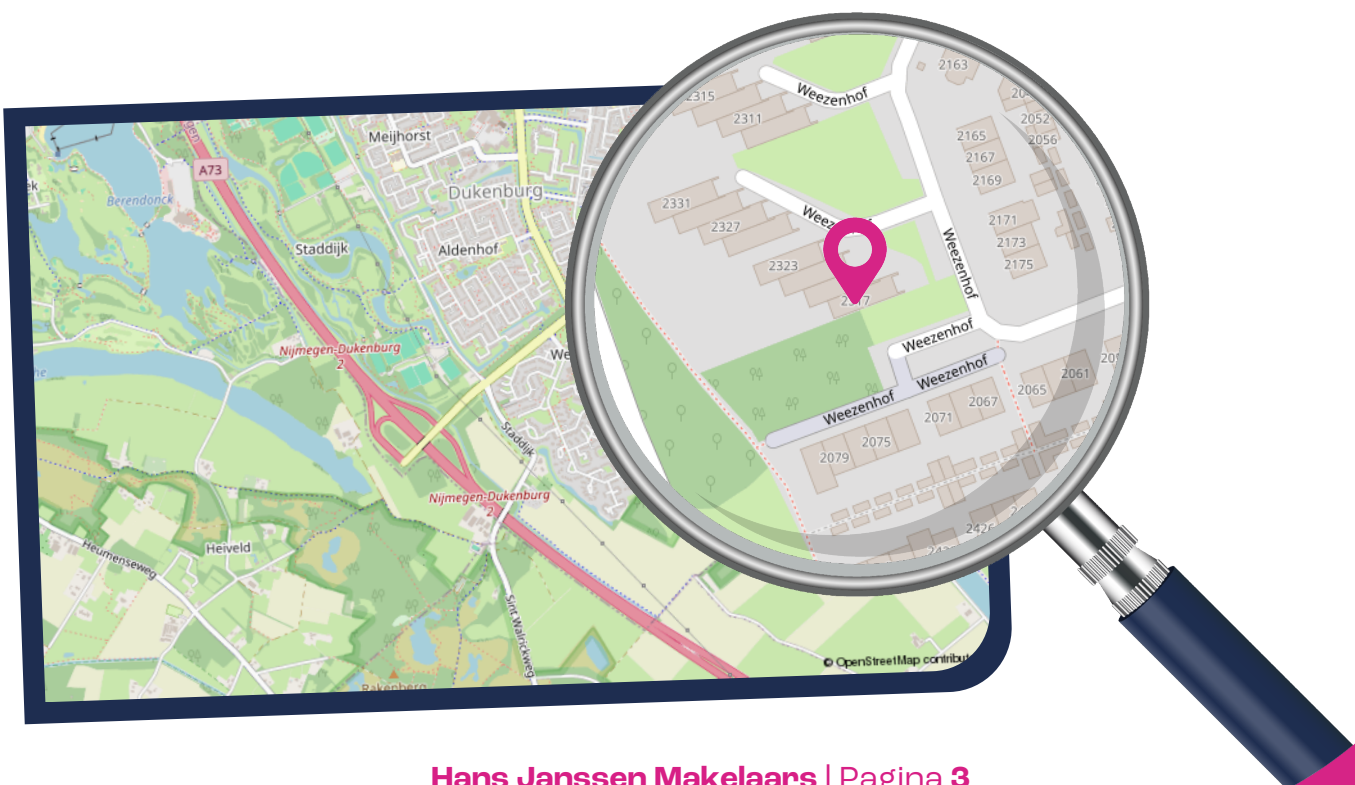 Meijhorst
A73
Dukenburg
Berendonck
Staddijk
Aldenhof
Nijmegen-Dukenburg
2
Staddijk
Nijmegen-Dukenburg
2
Heumenseweg
Heiveld
Sint Walrickweg
Rakenberg
© OpenStreetMap contribut
2163
2315
Weezenhof
2311
2052
2056
2165
2167
2169
2331
2327
2171
2173
2175
Weezenhof
2323
Weezenhof
Weezenhof
Weezenhof
2061
2065
2067
2071
2075
2079
Weezenhof
2426
Hans Janssen Makelaars | Pagina 3